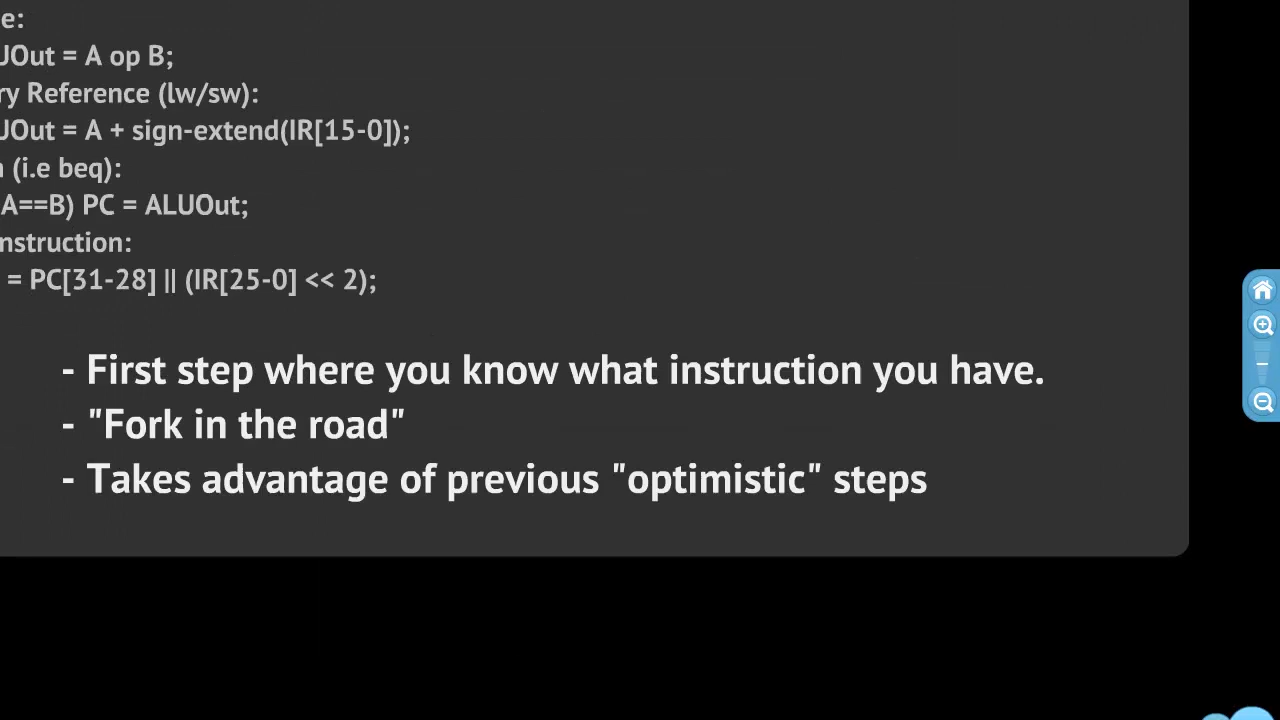 e:
UOut = A op B;
ry Reference (lw/sw):
UOut = A + sign-extend(IR[15-0]);
(i.e beq):
A==B) PC = ALUOut;
nstruction:
= PC[31-28] || (IR[25-0] << 2);
- First step where you know what instruction you have.
- "Fork in the road"
- Takes advantage of previous "optimistic" steps